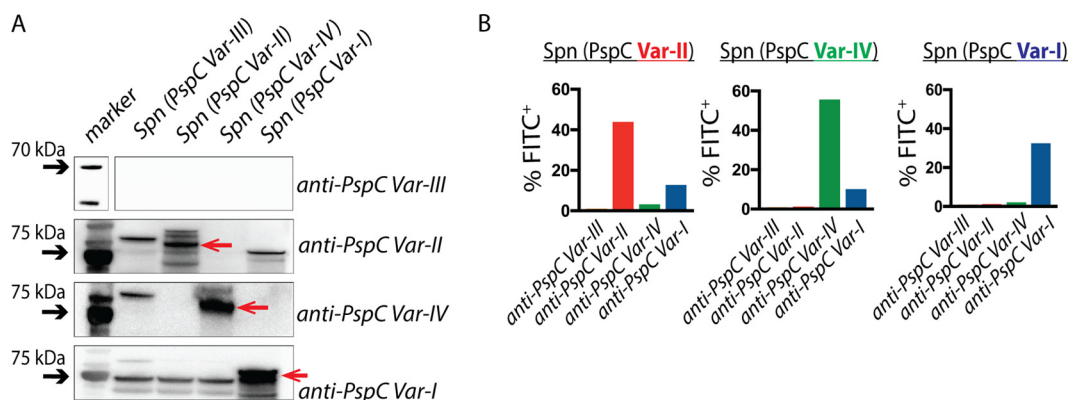 A
marker
Spn (PspC Var-III)
Spn (PspC Var-II)
Spn (PspC Var-IV)
Spn (PspC Var-I)
70 kDa
anti-PspC Var-III
75 kDa
anti-PspC Var-II
75 kDa
anti-PspC Var-IV
75 kDa
anti-PspC Var-I
B
Spn (PspC Var-II)
% FITC+
60
40
20
0
anti-PspC Var-III
anti-PspC Var-II
anti-PspC Var-IV
anti-PspC Var-I
Spn (PspC Var-IV)
% FITC+
60
40
20
0
anti-PspC Var-III
anti-PspC Var-II
anti-PspC Var-IV
anti-PspC Var-I
Spn (PspC Var-I)
% FITC+
60
40
20
0
anti-PspC Var-III
anti-PspC Var-II
anti-PspC Var-IV
anti-PspC Var-I